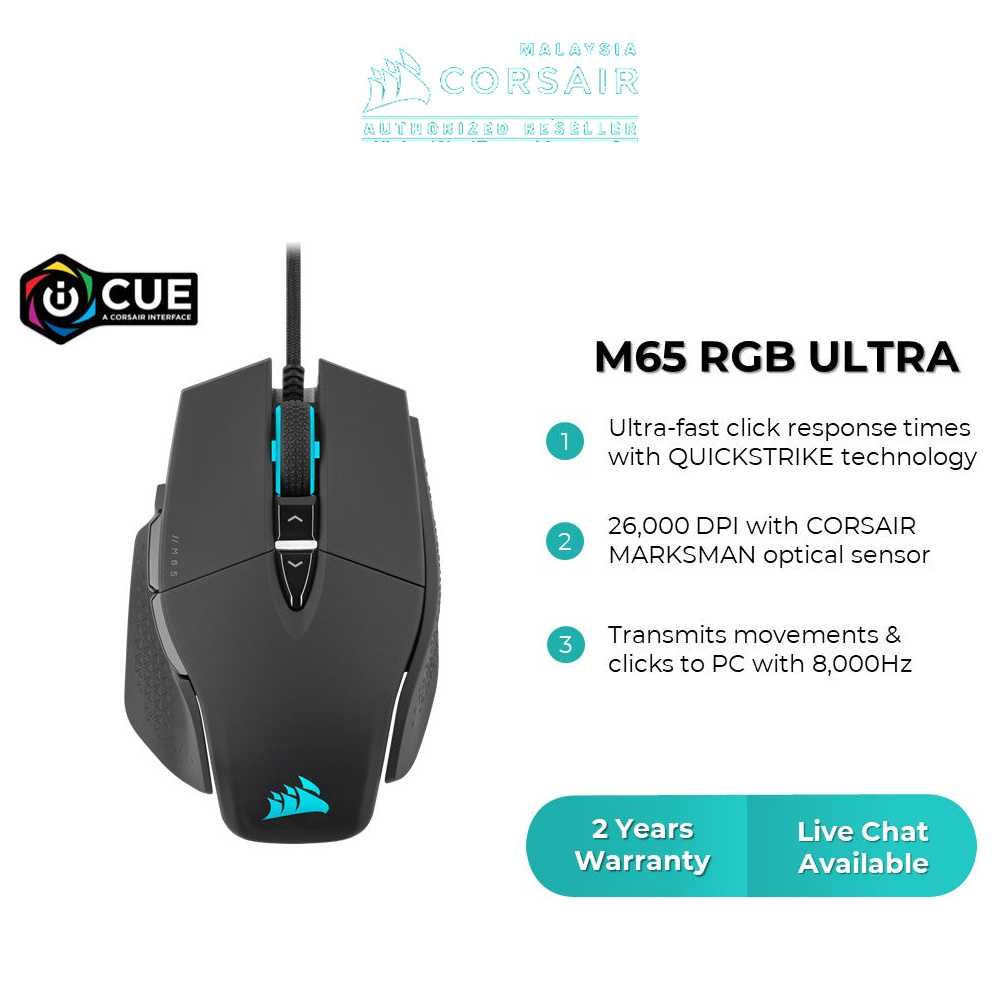 MALAYSIA
CORSAIR
AUTHORIZED RESELLER
i CUE
A CORSAIR INTERFACE
M65 RGB ULTRA
1
Ultra-fast click response times
with QUICKSTRIKE technology
2
26,000 DPI with CORSAIR
MARKSMAN optical sensor
3
Transmits movements &
clicks to PC with 8,000Hz
//M65
2 Years
Warranty
Live Chat
Available